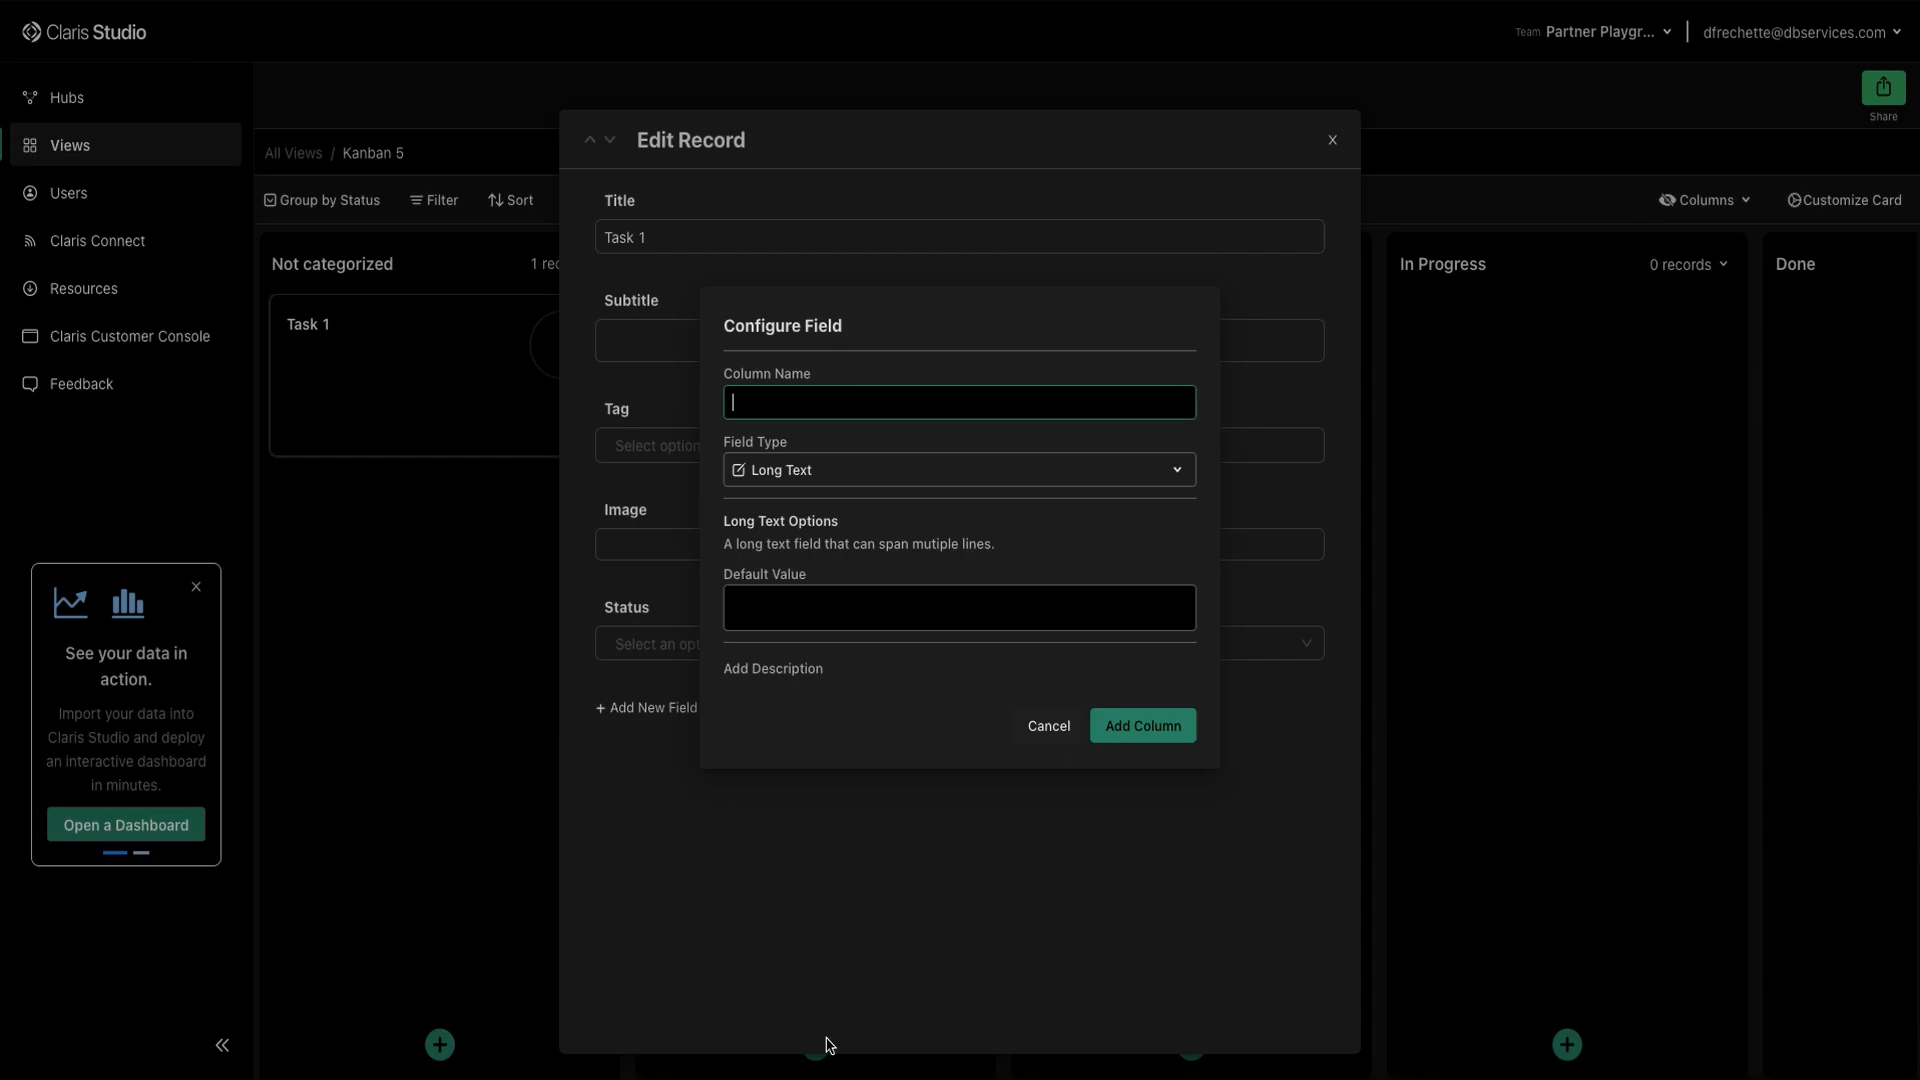 Claris Studio
Team Partner Playgr...
dfrechette@dbservices.com
Hubs
Views
Users
Claris Connect
Resources
Claris Customer Console
Feedback
See your data in
action.
Import your data into
Claris Studio and deploy
an interactive dashboard
in minutes.
Open a Dashboard
Share
All Views / Kanban 5
Group by Status
Filter
Sort
Columns
Customize Card
Not categorized
1 rec
Task 1
In Progress
0 records
Done
Edit Record
x
Title
Task 1
Subtitle
Tag
Select option
Image
Status
Select an opt
+ Add New Field
Configure Field
Column Name
Field Type
Long Text
Long Text Options
A long text field that can span mutiple lines.
Default Value
Add Description
Cancel
Add Column